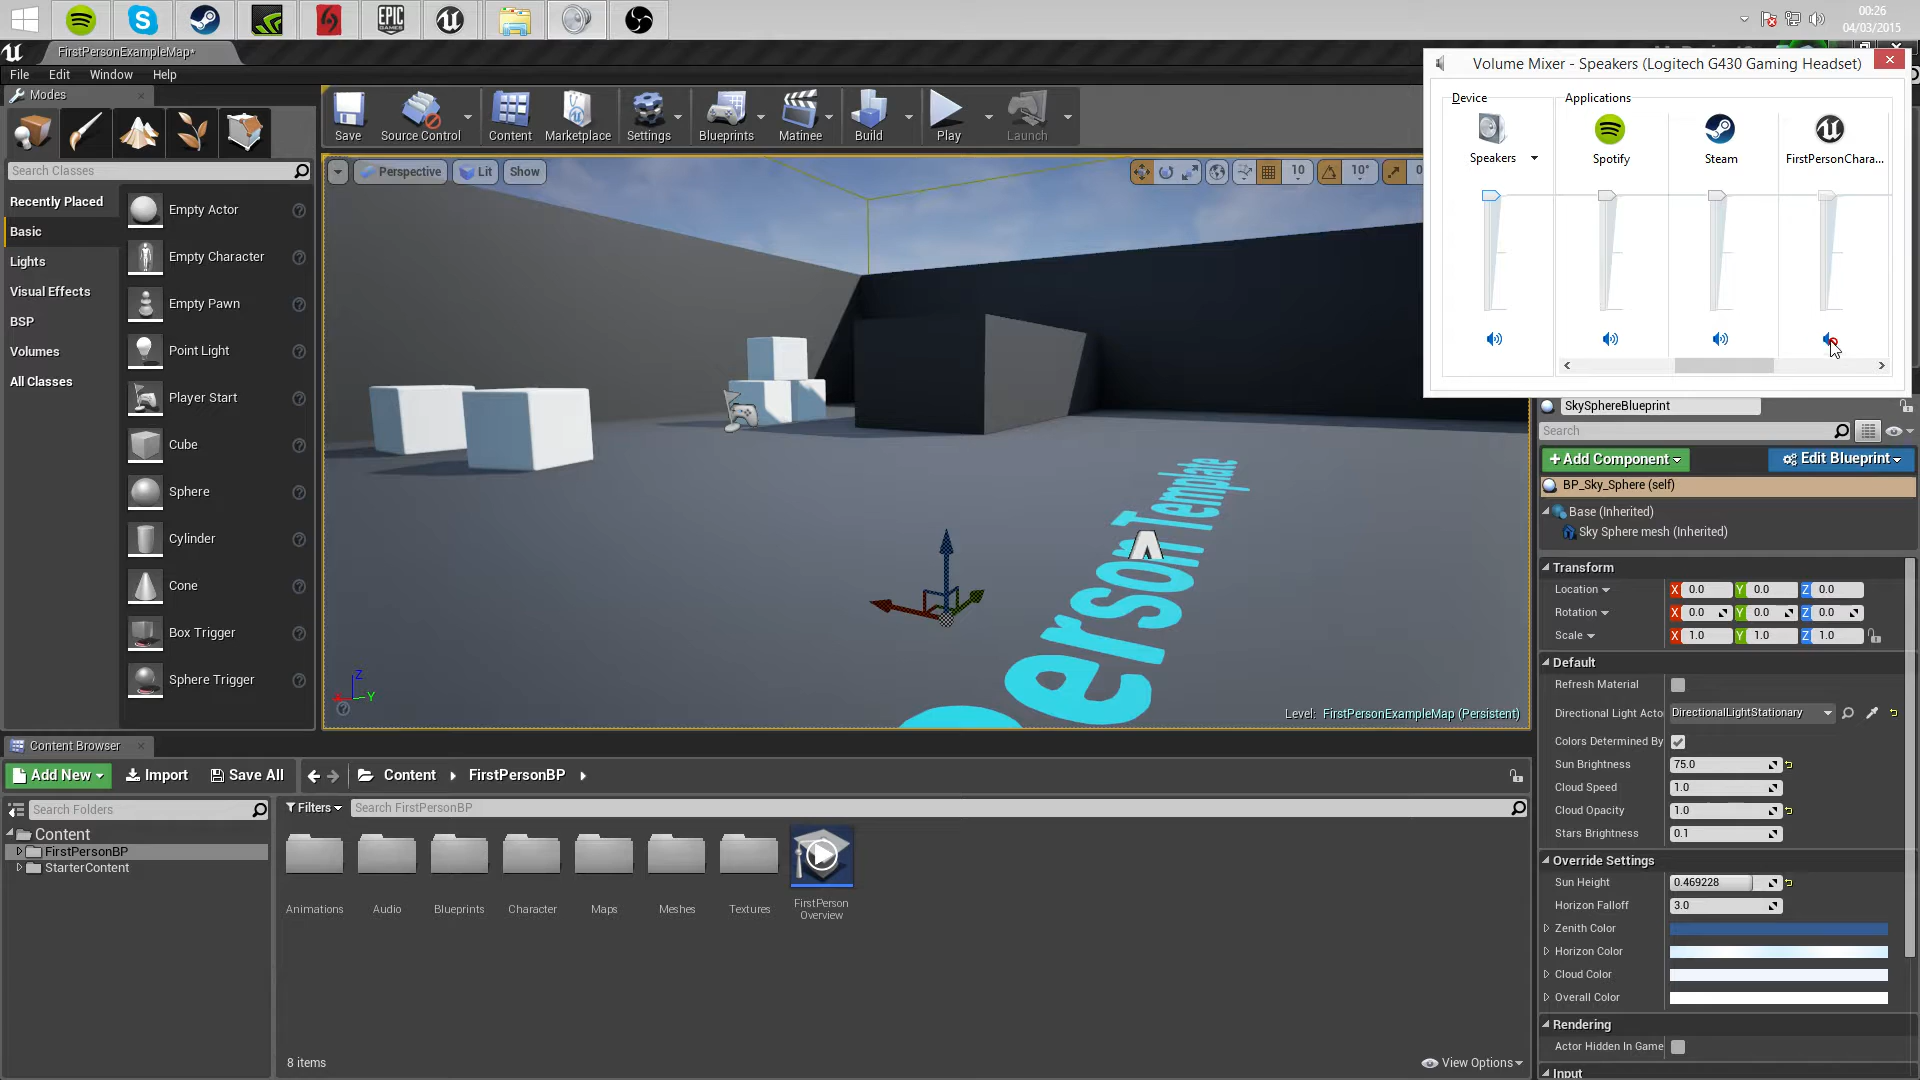 00:26
04/03/2015
FirstPersonExampleMap*
File Edit Window Help
Modes
Search Classes
Recently Placed
Basic
Lights
Visual Effects
BSP
Volumes
All Classes
Empty Actor
Empty Character
Empty Pawn
Point Light
Player Start
Cube
Sphere
Cylinder
Cone
Box Trigger
Sphere Trigger
EPIC GAMES
Save Source Control Content Marketplace Settings Blueprints Matinee Build Play Launch
Perspective Lit Show
10 10°
erson Template
Level: FirstPersonExampleMap (Persistent)
Z
Y
Volume Mixer - Speakers (Logitech G430 Gaming Headset)
Device Applications
Speakers Spotify Steam FirstPersonChara...
SkySphereBlueprint
Search
+ Add Component Edit Blueprint
BP_Sky_Sphere (self)
Base (Inherited)
Sky Sphere mesh (Inherited)
Transform
Location X 0.0 Y 0.0 Z 0.0
Rotation X 0.0 Y 0.0 Z 0.0
Scale X 1.0 Y 1.0 Z 1.0
Default
Refresh Material
Directional Light Acto DirectionalLightStationary
Colors Determined By
Sun Brightness 75.0
Cloud Speed 1.0
Cloud Opacity 1.0
Stars Brightness 0.1
Override Settings
Sun Height 0.469228
Horizon Falloff 3.0
Zenith Color
Horizon Color
Cloud Color
Overall Color
Rendering
Actor Hidden In Game
Input
Content Browser
Add New Import Save All Content FirstPersonBP
Search Folders
Filters Search FirstPersonBP
Content
FirstPersonBP
StarterContent
Animations Audio Blueprints Character Maps Meshes Textures FirstPerson Overview
8 items
View Options